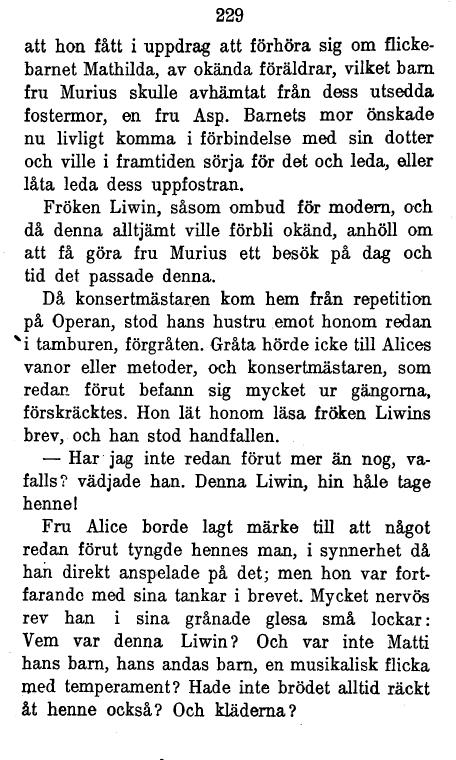 229
att hon fått i uppdrag att förhöra sig om flicke-
barnet Mathilda, av okända föräldrar, vilket barn
fru Murius skulle avhämtat från dess utsedda
fostermor, en fru Asp. Barnets mor önskade
nu livligt komma i förbindelse med sin dotter
och ville i framtiden sörja för det och leda, eller
låta leda dess uppfostran.
Fröken Liwin, såsom ombud för modern, och
då denna alltjämt ville förbli okänd, anhöll om
att få göra fru Murius ett besök på dag och
tid det passade denna.
Då konsertmästaren kom hem från repetition
på Operan, stod hans hustru emot honom redan
i tamburen, förgråten. Gråta hörde icke till Alices
vanor eller metoder, och konsertmästaren, som
redan förut befann sig mycket ur gängorna,
förskräcktes. Hon lät honom läsa fröken Liwins
brev, och han stod handfallen.
— Har jag inte redan förut mer än nog, va-
falls? vädjade han. Denna Liwin, hin håle tage
henne!
Fru Alice borde lagt märke till att något
redan förut tyngde hennes man, i synnerhet då
han direkt anspelade på det; men hon var fort-
farande med sina tankar i brevet. Mycket nervös
rev han i sina grånade glesa små lockar:
Vem var denna Liwin? Och var inte Matti
hans barn, hans andas barn, en musikalisk flicka
med temperament? Hade inte brödet alltid räckt
åt henne också? Och kläderna?